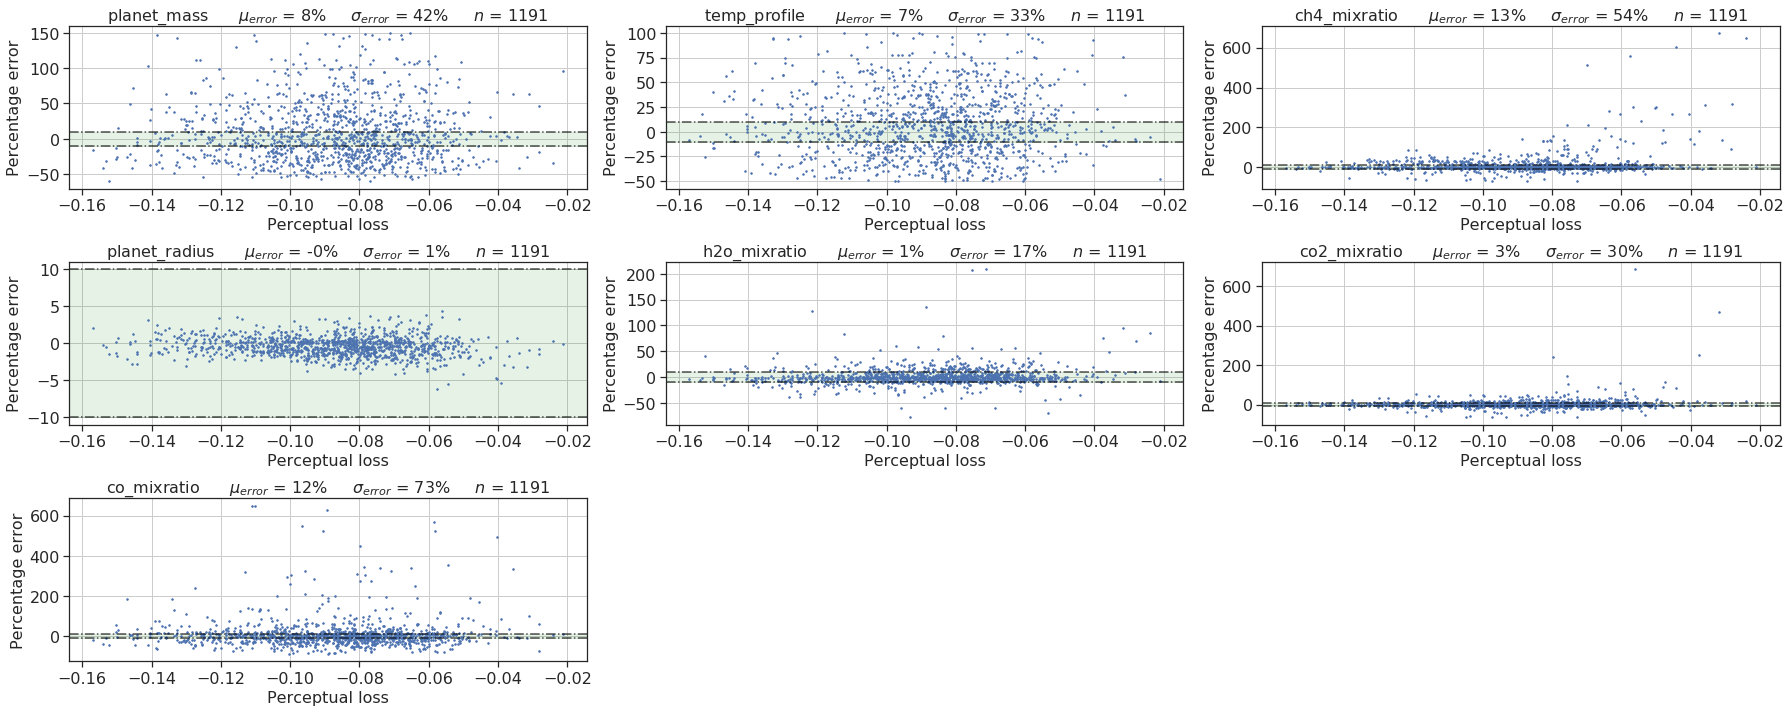 planet_mass μerror = 8% σerror = 42% n = 1191
Percentage error
150
100
50
0
−50
−0.16 −0.14 −0.12 −0.10 −0.08 −0.06 −0.04 −0.02
Perceptual loss
temp_profile μerror = 7% σerror = 33% n = 1191
Percentage error
100
75
50
25
0
−25
−50
−0.16 −0.14 −0.12 −0.10 −0.08 −0.06 −0.04 −0.02
Perceptual loss
ch4_mixratio μerror = 13% σerror = 54% n = 1191
Percentage error
600
400
200
0
−0.16 −0.14 −0.12 −0.10 −0.08 −0.06 −0.04 −0.02
Perceptual loss
planet_radius μerror = -0% σerror = 1% n = 1191
Percentage error
10
5
0
−5
−10
−0.16 −0.14 −0.12 −0.10 −0.08 −0.06 −0.04 −0.02
Perceptual loss
h2o_mixratio μerror = 1% σerror = 17% n = 1191
Percentage error
200
150
100
50
0
−50
−0.16 −0.14 −0.12 −0.10 −0.08 −0.06 −0.04 −0.02
Perceptual loss
co2_mixratio μerror = 3% σerror = 30% n = 1191
Percentage error
600
400
200
0
−0.16 −0.14 −0.12 −0.10 −0.08 −0.06 −0.04 −0.02
Perceptual loss
co_mixratio μerror = 12% σerror = 73% n = 1191
Percentage error
600
400
200
0
−0.16 −0.14 −0.12 −0.10 −0.08 −0.06 −0.04 −0.02
Perceptual loss